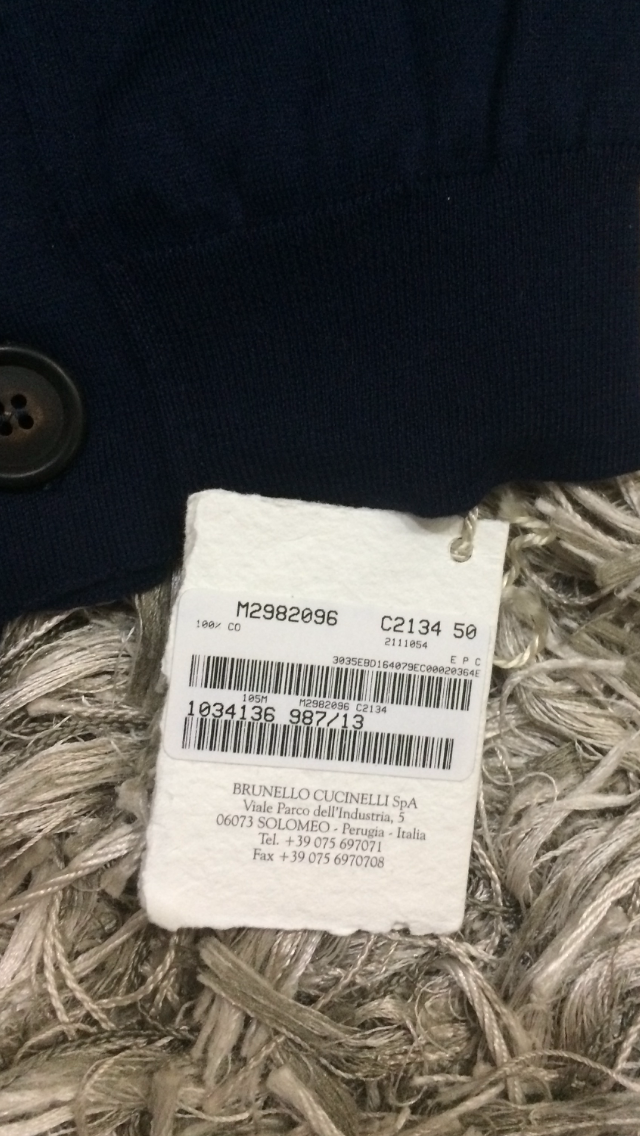 M2982096 C2134 50
100% CO 2111054
E P C
3035EBD164079EC00020364E
105M M2982096 C2134
1034136 987/13
BRUNELLO CUCINELLI SpA
Viale Parco dell'Industria, 5
06073 SOLOMEO - Perugia - Italia
Tel. +39 075 697071
Fax +39 075 6970708